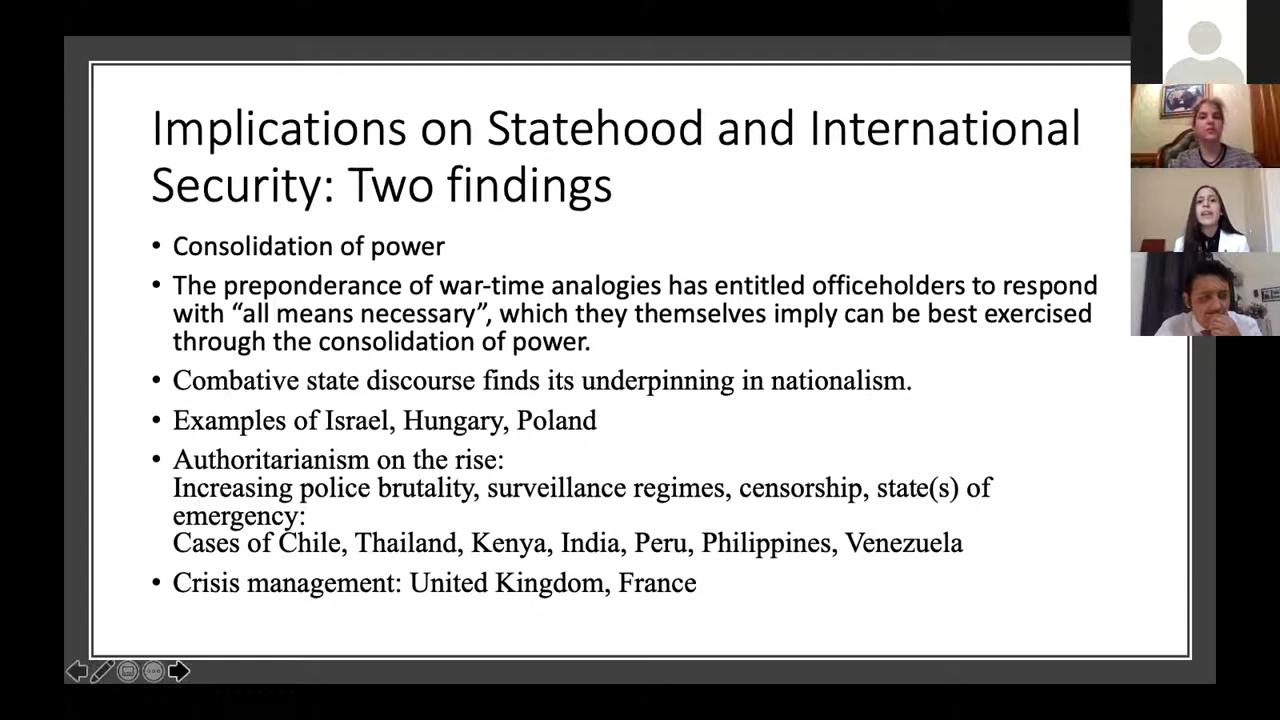 Implications on Statehood and International
Security: Two findings
• Consolidation of power
• The preponderance of war-time analogies has entitled officeholders to respond
with “all means necessary”, which they themselves imply can be best exercised
through the consolidation of power.
• Combative state discourse finds its underpinning in nationalism.
• Examples of Israel, Hungary, Poland
• Authoritarianism on the rise:
Increasing police brutality, surveillance regimes, censorship, state(s) of
emergency:
Cases of Chile, Thailand, Kenya, India, Peru, Philippines, Venezuela
• Crisis management: United Kingdom, France